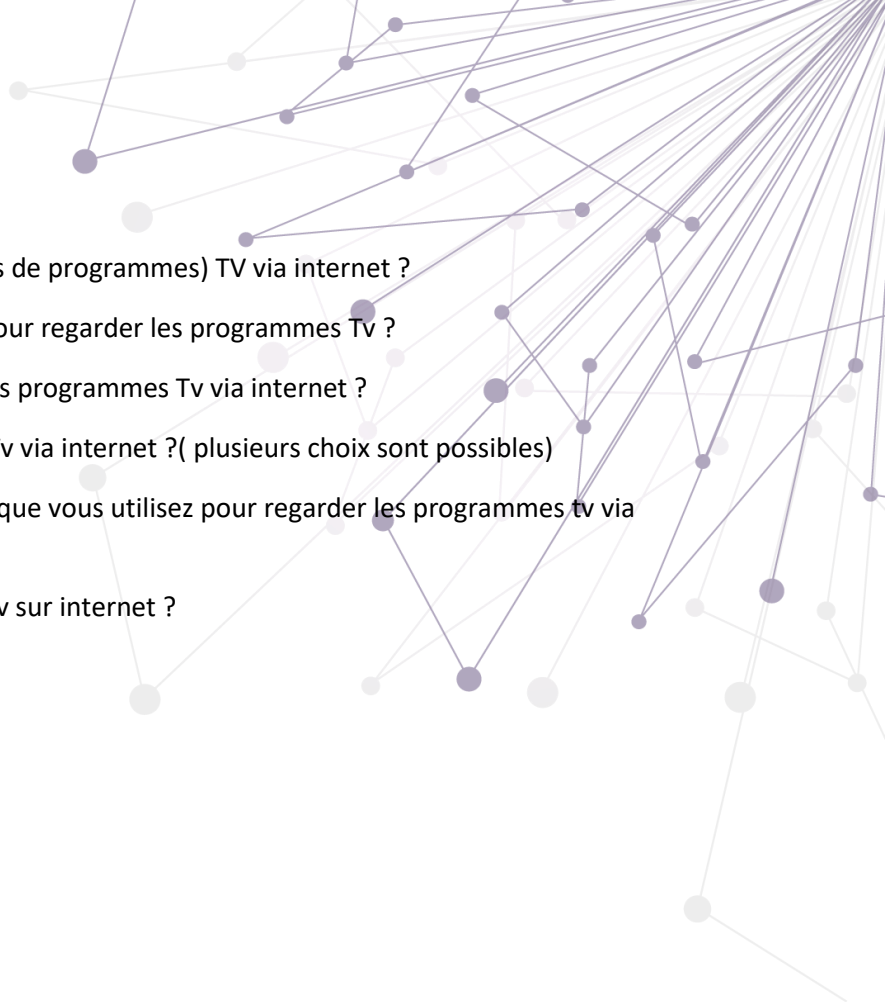 s de programmes) TV via internet ?
our regarder les programmes Tv ?
s programmes Tv via internet ?
v via internet ?( plusieurs choix sont possibles)
que vous utilisez pour regarder les programmes tv via
v sur internet ?